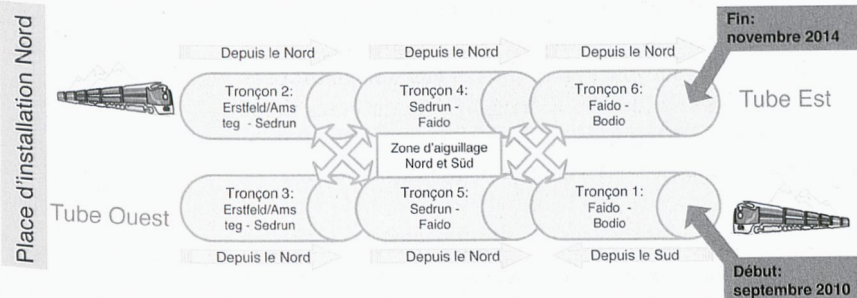 Place d'installation Nord
Fin:
novembre 2014
Depuis le Nord
Depuis le Nord
Depuis le Nord
Tronçon 2:
Erstfeld/Ams
teg - Sedrun
Tronçon 4:
Sedrun -
Faido
Tronçon 6:
Faido -
Bodio
Tube Est
Zone d'aiguillage
Nord et Süd
Tube Ouest
Tronçon 3:
Erstfeld/Ams
teg - Sedrun
Tronçon 5:
Sedrun -
Faido
Tronçon 1:
Faido -
Bodio
Depuis le Nord
Depuis le Nord
Depuis le Sud
Début:
septembre 2010